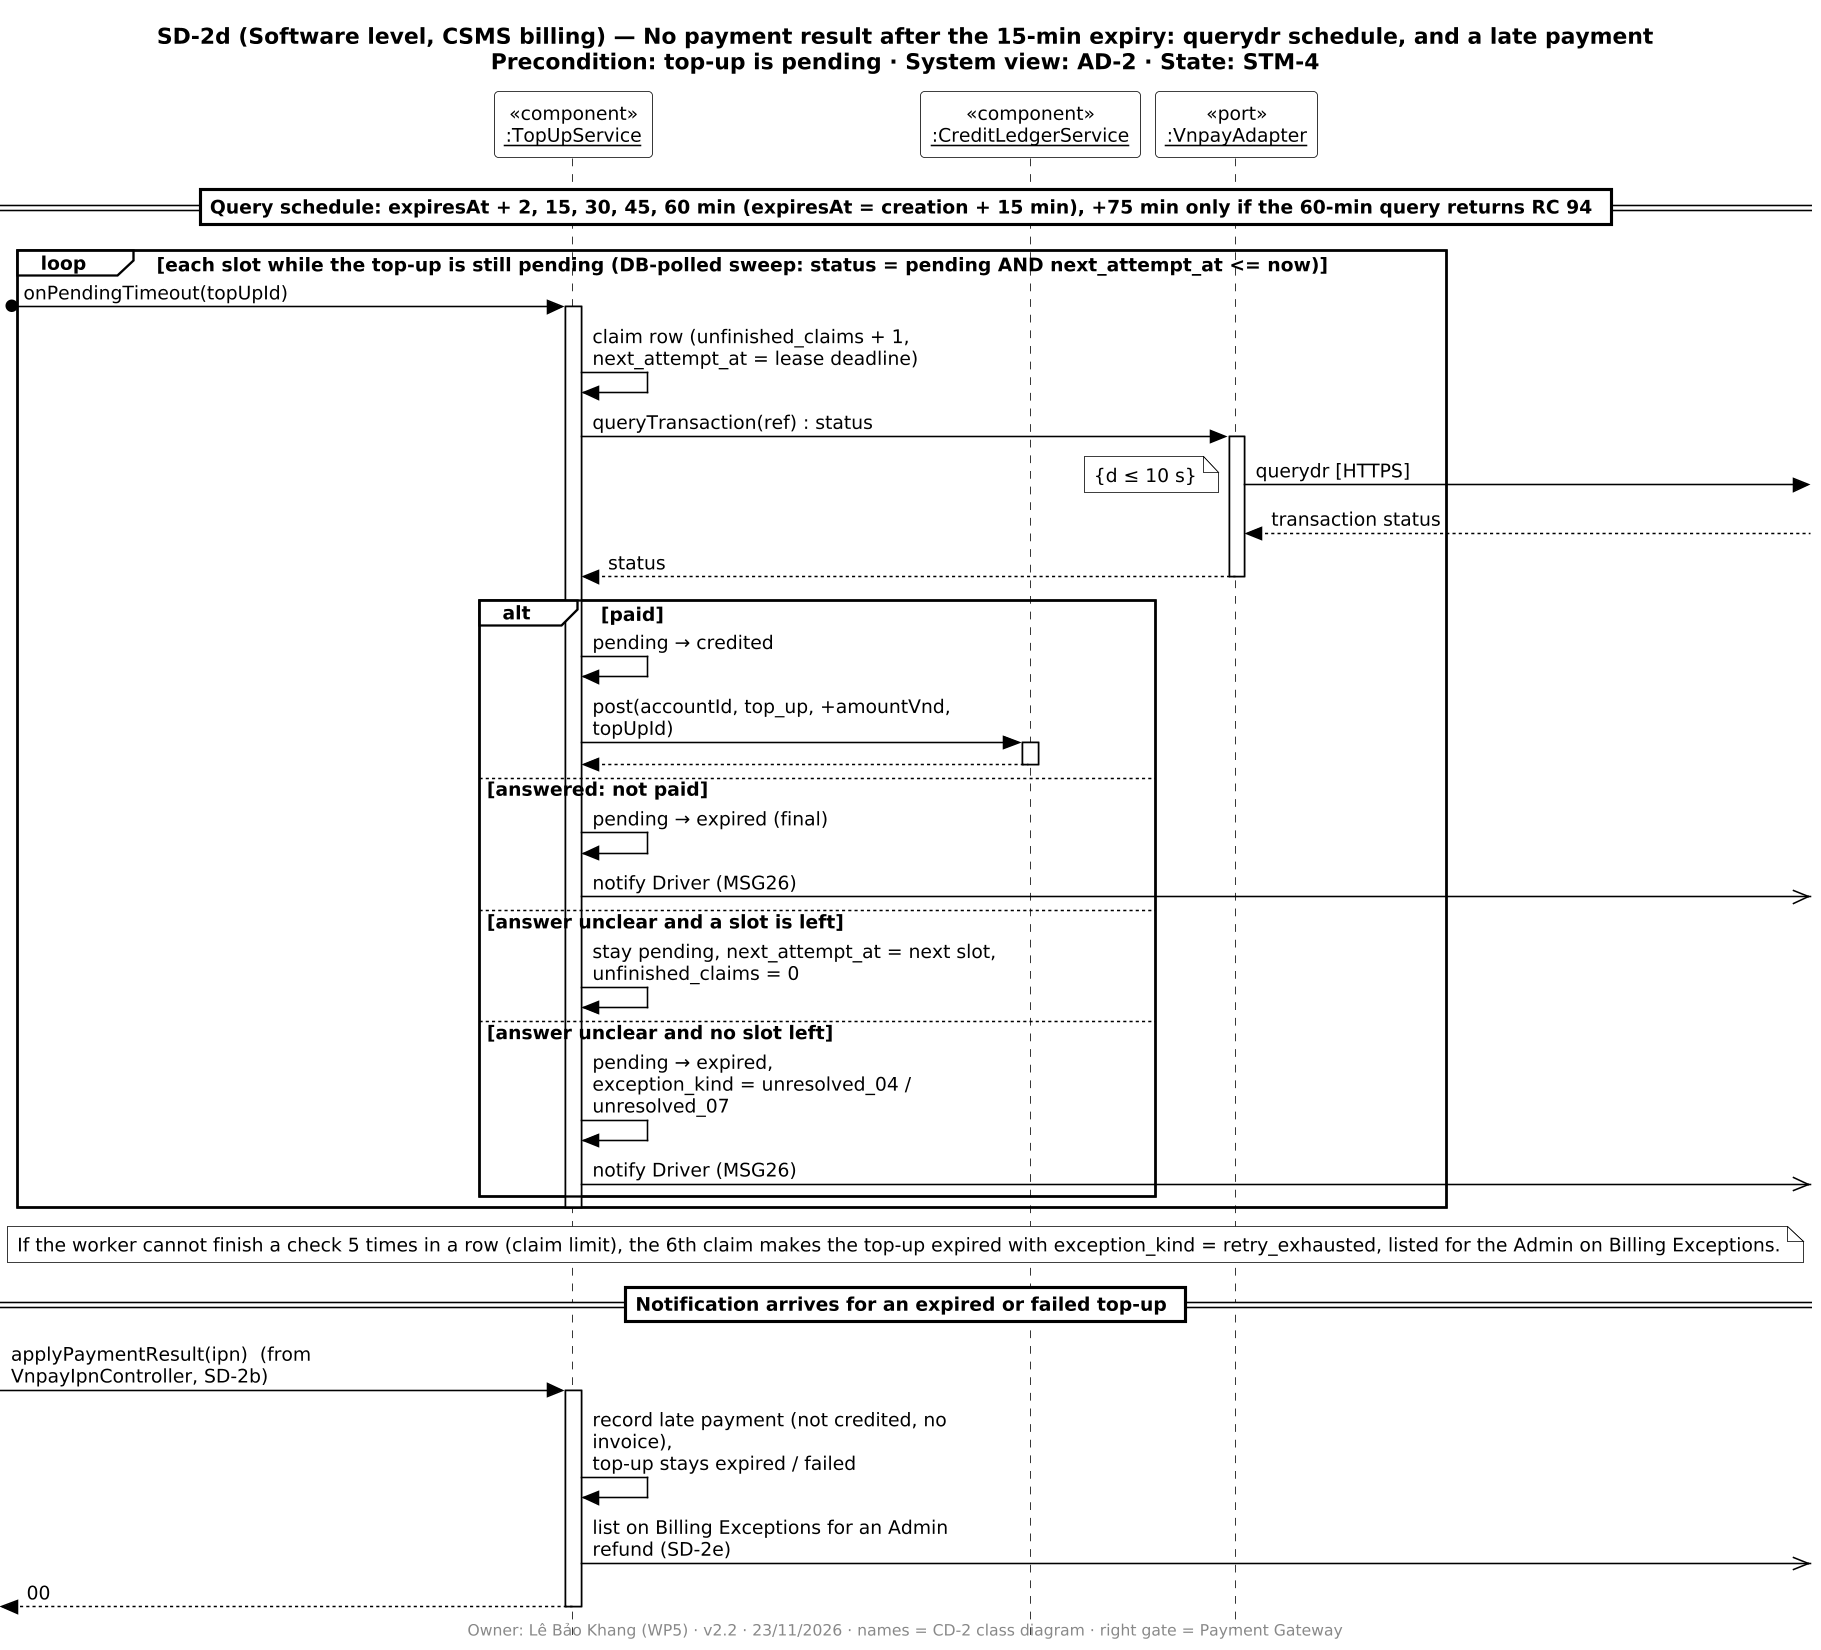 SD-2d (Software level, CSMS billing) — No payment result after the 15-min expiry: querydr schedule, and a late payment
Precondition: top-up is pending · System view: AD-2 · State: STM-4
«component»
:TopUpService
«component»
:CreditLedgerService
«port»
:VnpayAdapter
Query schedule: expiresAt + 2, 15, 30, 45, 60 min (expiresAt = creation + 15 min), +75 min only if the 60-min query returns RC 94
loop
[each slot while the top-up is still pending (DB-polled sweep: status = pending AND next_attempt_at <= now)]
onPendingTimeout(topUpId)
claim row (unfinished_claims + 1,
next_attempt_at = lease deadline)
queryTransaction(ref) : status
{d ≤ 10 s}
querydr [HTTPS]
transaction status
status
alt
[paid]
pending → credited
post(accountId, top_up, +amountVnd,
topUpId)
[answered: not paid]
pending → expired (final)
notify Driver (MSG26)
[answer unclear and a slot is left]
stay pending, next_attempt_at = next slot,
unfinished_claims = 0
[answer unclear and no slot left]
pending → expired,
exception_kind = unresolved_04 /
unresolved_07
notify Driver (MSG26)
If the worker cannot finish a check 5 times in a row (claim limit), the 6th claim makes the top-up expired with exception_kind = retry_exhausted, listed for the Admin on Billing Exceptions.
Notification arrives for an expired or failed top-up
applyPaymentResult(ipn)  (from
VnpayIpnController, SD-2b)
record late payment (not credited, no
invoice),
top-up stays expired / failed
list on Billing Exceptions for an Admin
refund (SD-2e)
00
Owner: Lê Bảo Khang (WP5) · v2.2 · 23/11/2026 · names = CD-2 class diagram · right gate = Payment Gateway